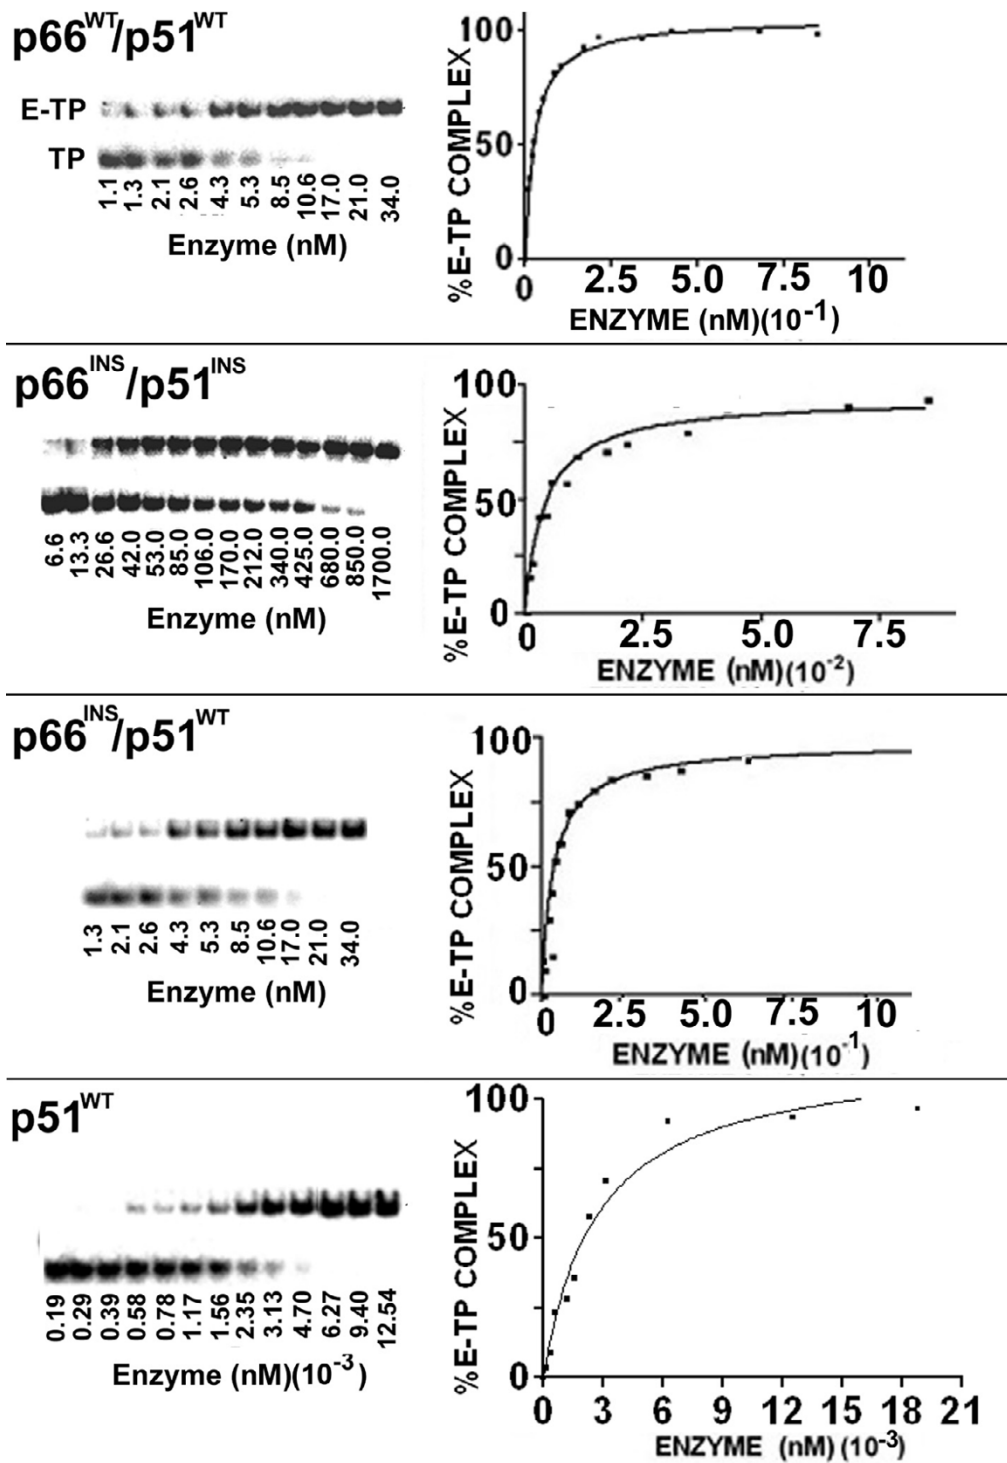 p66WT/p51WT
E-TP
TP
1.1 1.3 2.1 2.6 4.3 5.3 8.5 10.6 17.0 21.0 34.0
Enzyme (nM)
%E-TP COMPLEX
100
50
0
0 2.5 5.0 7.5 10
ENZYME (nM)(10-1)
p66INS/p51INS
6.6 13.3 26.6 42.0 53.0 85.0 106.0 170.0 212.0 340.0 425.0 680.0 850.0 1700.0
Enzyme (nM)
%E-TP COMPLEX
100
50
0
0 2.5 5.0 7.5
ENZYME (nM)(10-2)
p66INS/p51WT
1.3 2.1 2.6 4.3 5.3 8.5 10.6 17.0 21.0 34.0
Enzyme (nM)
%E-TP COMPLEX
100
50
0
0 2.5 5.0 7.5 10
ENZYME (nM)(10-1)
p51WT
0.19 0.29 0.39 0.58 0.78 1.17 1.56 2.35 3.13 4.70 6.27 9.40 12.54
Enzyme (nM)(10-3)
%E-TP COMPLEX
100
50
0
0 3 6 9 12 15 18 21
ENZYME (nM)(10-3)